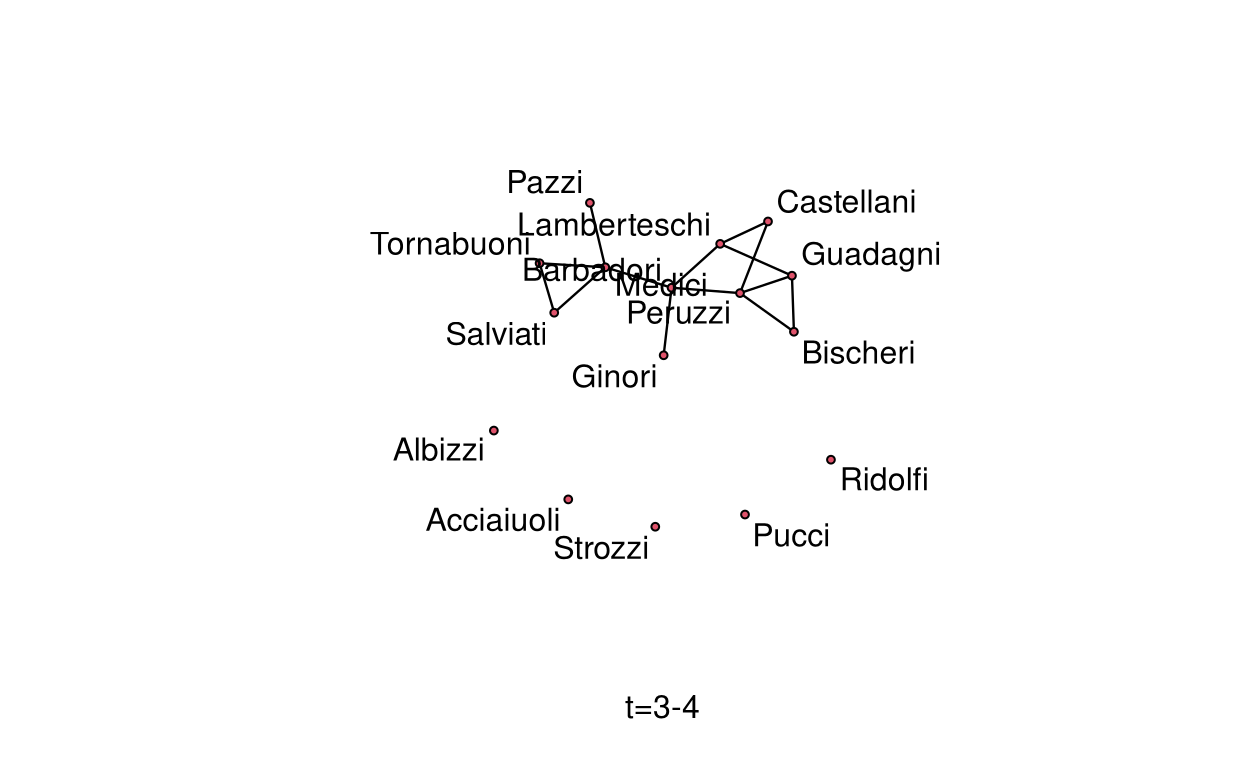 Pazzi
Castellani
Lamberteschi
Tornabuoni
Guadagni
Barbadori
Medici
Peruzzi
Salviati
Bischeri
Ginori
Albizzi
Ridolfi
Acciaiuoli
Pucci
Strozzi
t=3-4